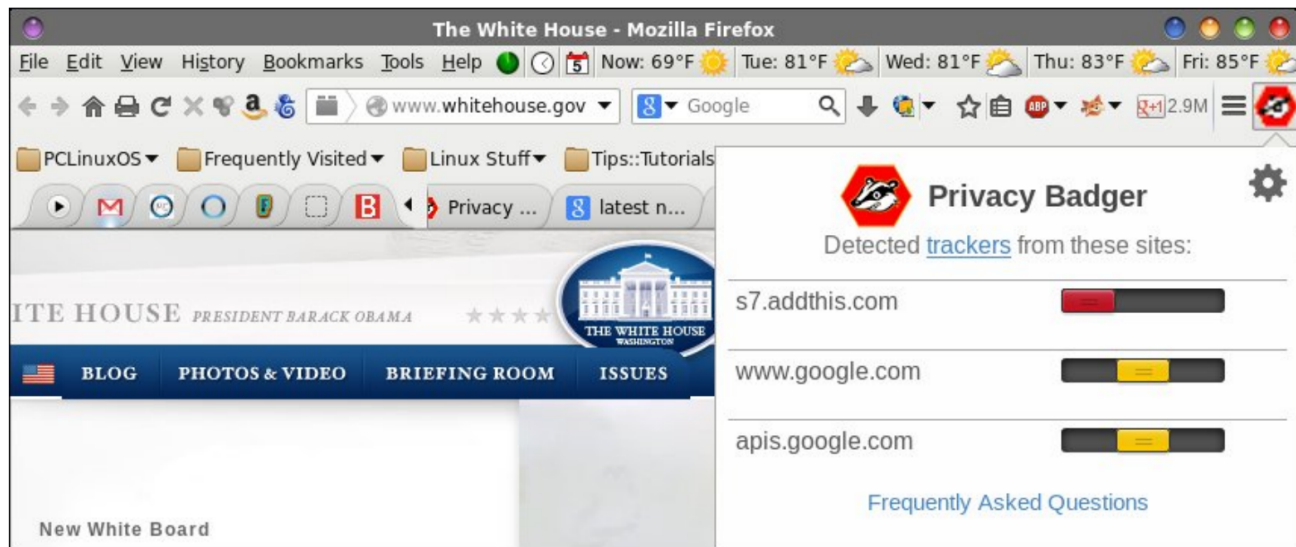 The White House - Mozilla Firefox
File Edit View History Bookmarks Tools Help 5 Now: 69°F Tue: 81°F Wed: 81°F Thu: 83°F Fri: 85°F
www.whitehouse.gov Google ABP g+1 2.9M
PCLinuxOS Frequently Visited Linux Stuff Tips::Tutorials
Privacy ... latest n...
ITE HOUSE PRESIDENT BARACK OBAMA
THE WHITE HOUSE
WASHINGTON
BLOG PHOTOS & VIDEO BRIEFING ROOM ISSUES
New White Board
Privacy Badger
Detected trackers from these sites:
s7.addthis.com
www.google.com
apis.google.com
Frequently Asked Questions